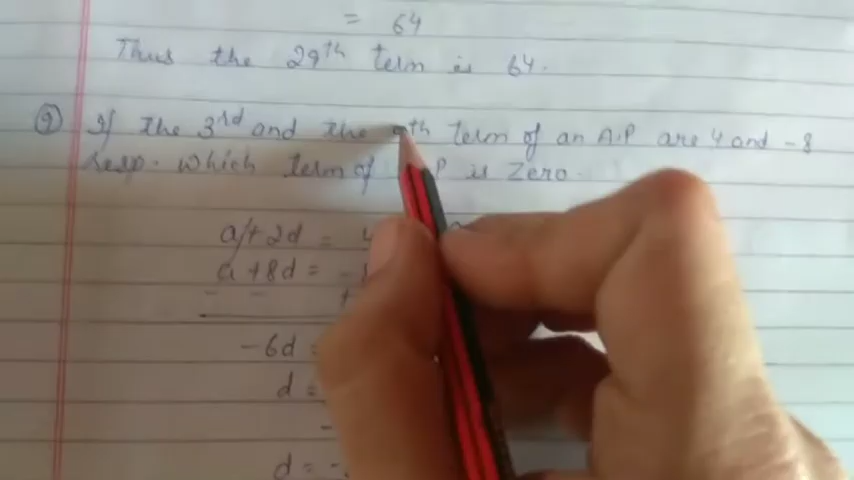 = 64
Thus the 29th term is 64.
9) If the 3rd and the 9th term of an A.P are 4 and -8
resp. which term of P is Zero.
a + 2d = 4
a + 8d = -
- - +
-6d =
d =
-
d = -